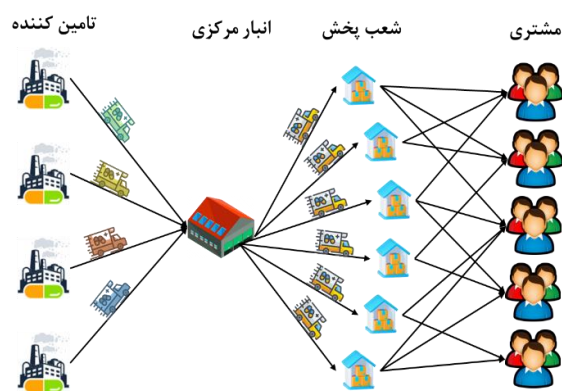 مشتری
شعب پخش
انبار مرکزی
تامین کننده